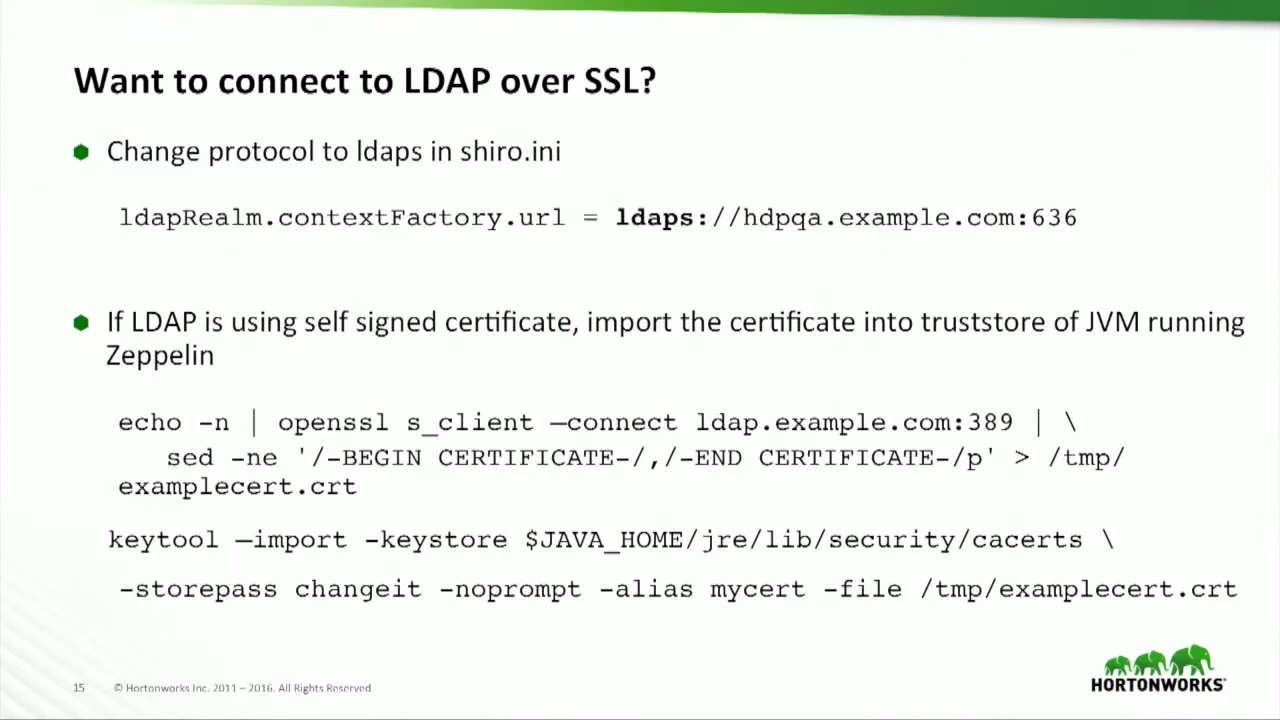 Want to connect to LDAP over SSL?
Change protocol to ldaps in shiro.ini
ldapRealm.contextFactory.url = ldaps://hdpqa.example.com:636
If LDAP is using self signed certificate, import the certificate into truststore of JVM running
Zeppelin
echo -n | openssl s_client –connect ldap.example.com:389 | \
sed -ne '/-BEGIN CERTIFICATE-/,/-END CERTIFICATE-/p' > /tmp/
examplecert.crt
keytool –import -keystore $JAVA_HOME/jre/lib/security/cacerts \
-storepass changeit -noprompt -alias mycert -file /tmp/examplecert.crt
15 © Hortonworks Inc. 2011 – 2016. All Rights Reserved
HORTONWORKS